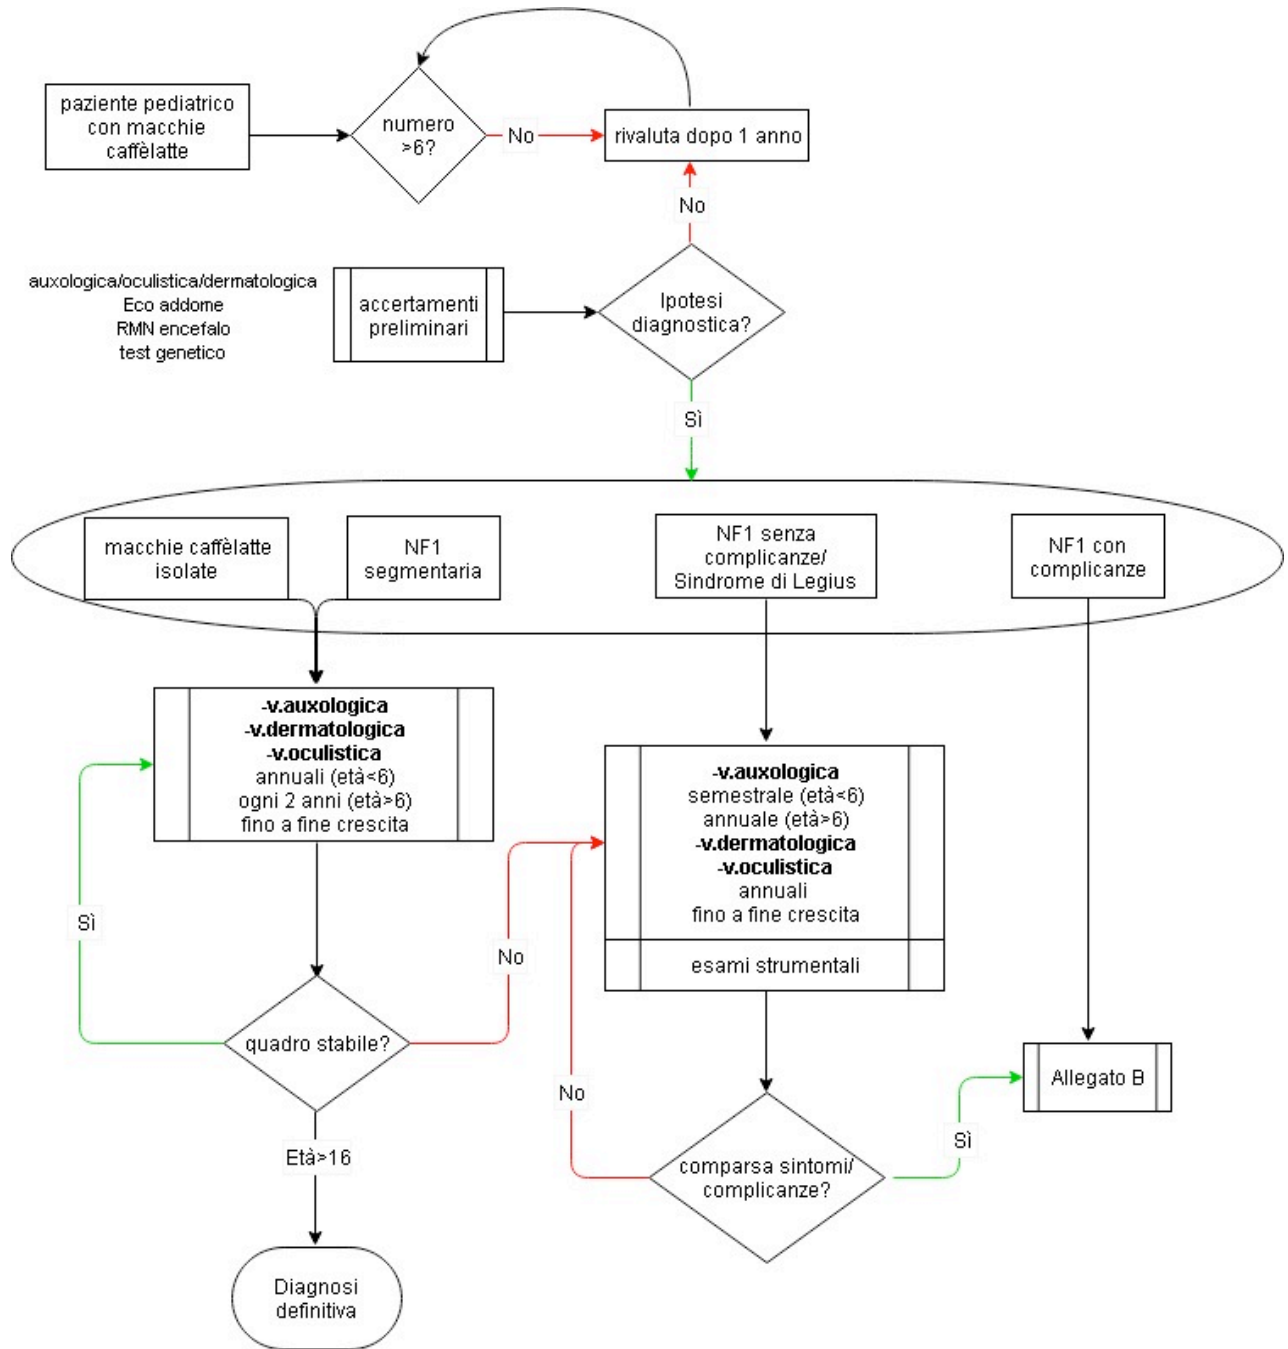 paziente pediatrico
con macchie
caffèlatte
numero
>6?
No
rivaluta dopo 1 anno
No
auxologica/oculistica/dermatologica
Eco addome
RMN encefalo
test genetico
accertamenti
preliminari
Ipotesi
diagnostica?
Sì
macchie caffèlatte
isolate
NF1
segmentaria
NF1 senza
complicanze/
Sindrome di Legius
NF1 con
complicanze
-v.auxologica
-v.dermatologica
-v.oculistica
annuali (età<6)
ogni 2 anni (età>6)
fino a fine crescita
-v.auxologica
semestrale (età<6)
annuale (età>6)
-v.dermatologica
-v.oculistica
annuali
fino a fine crescita
esami strumentali
Sì
No
quadro stabile?
No
Allegato B
Sì
Età>16
comparsa sintomi/
complicanze?
Diagnosi
definitiva